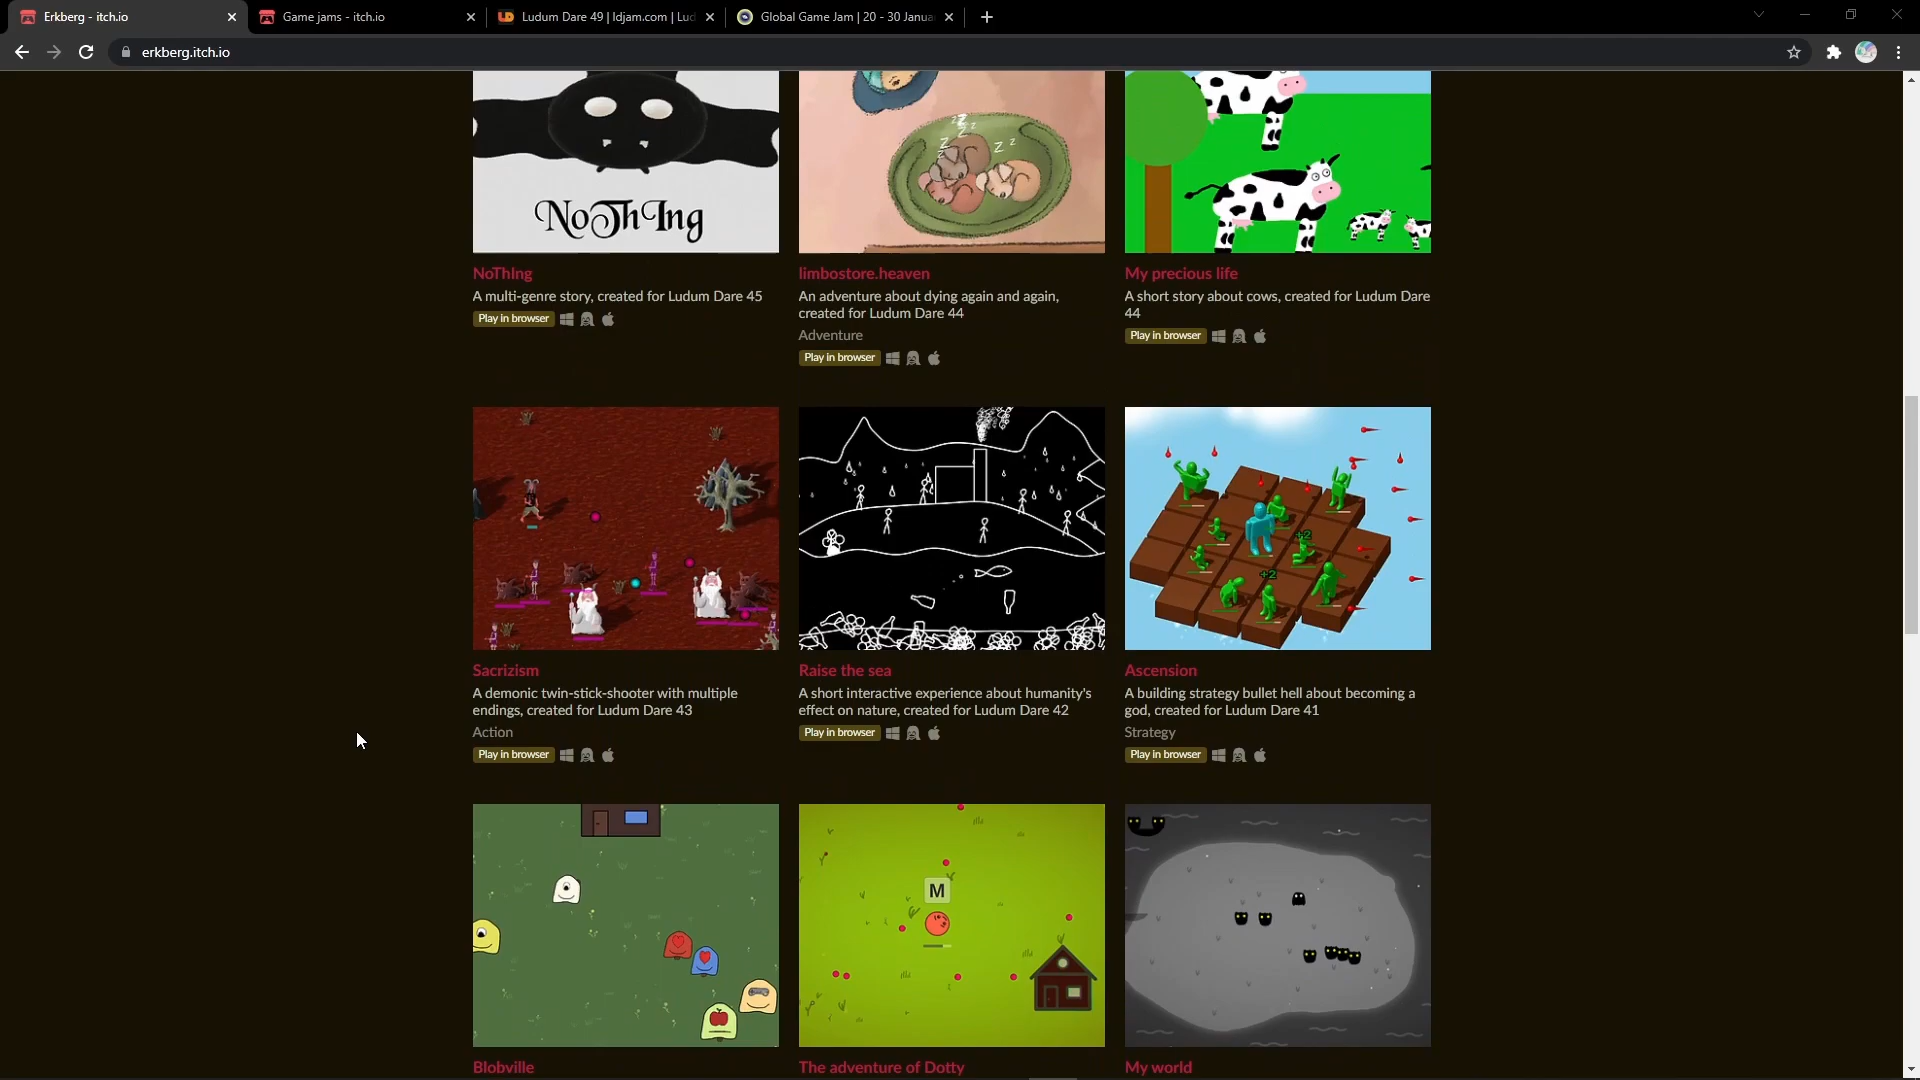 Erkberg - itch.io
Game jams - itch.io
Ludum Dare 49 | ldjam.com | Lud
Global Game Jam | 20 - 30 Janua
erkberg.itch.io
NoThIng
z z z
z z
z z
NoThIng
A multi-genre story, created for Ludum Dare 45
Play in browser
limbostore.heaven
An adventure about dying again and again,
created for Ludum Dare 44
Adventure
Play in browser
My precious life
A short story about cows, created for Ludum Dare
44
Play in browser
+2
+2
Sacrizism
A demonic twin-stick-shooter with multiple
endings, created for Ludum Dare 43
Action
Play in browser
Raise the sea
A short interactive experience about humanity's
effect on nature, created for Ludum Dare 42
Play in browser
Ascension
A building strategy bullet hell about becoming a
god, created for Ludum Dare 41
Strategy
Play in browser
M
Blobville
The adventure of Dotty
My world